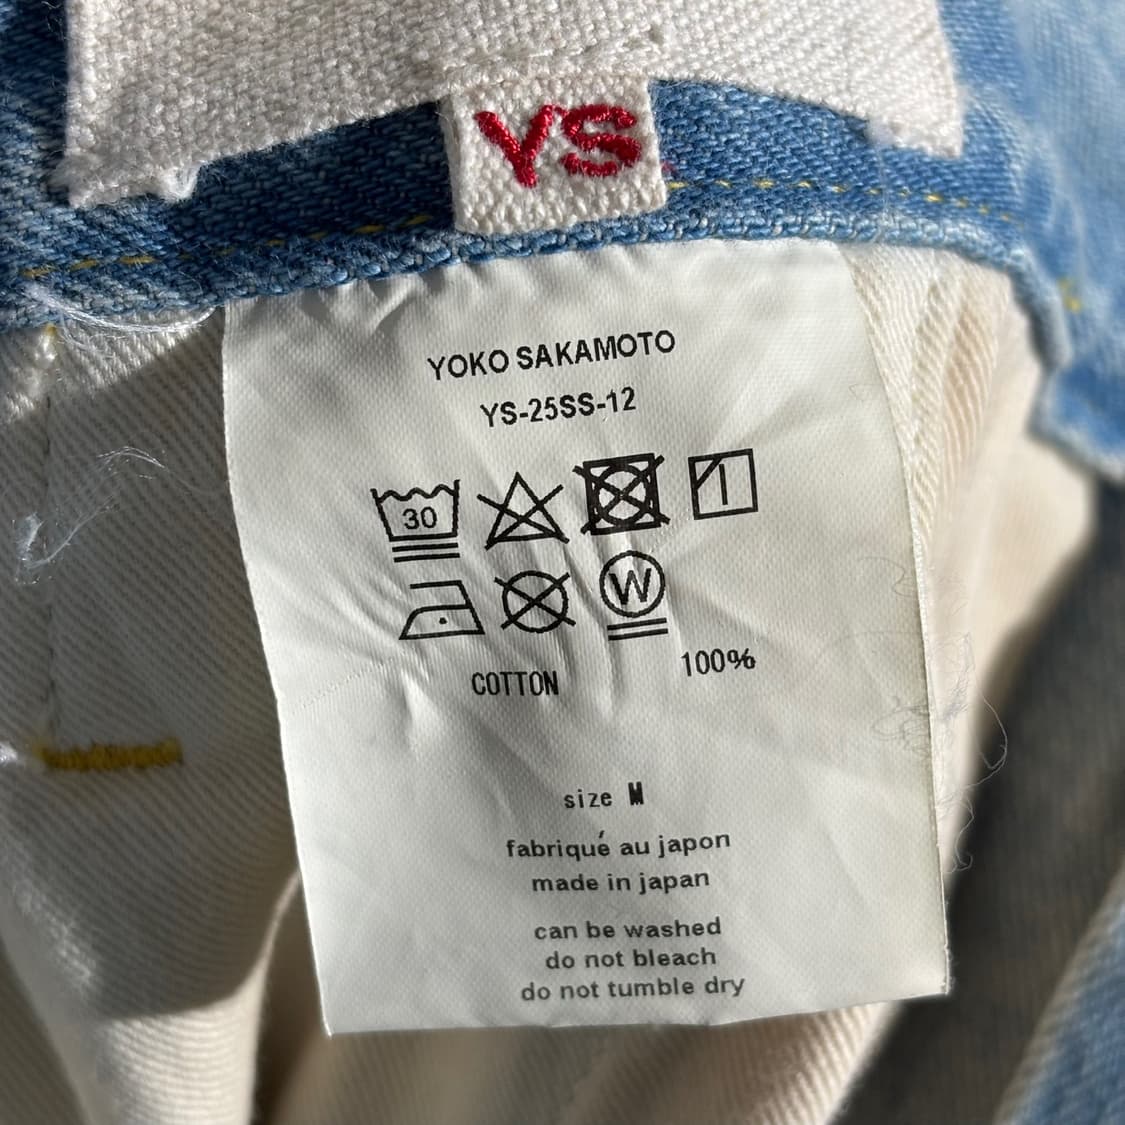 YS
YOKO SAKAMOTO
YS-25SS-12
30
W
COTTON 100%
size M
fabriqué au japon
made in japan
can be washed
do not bleach
do not tumble dry